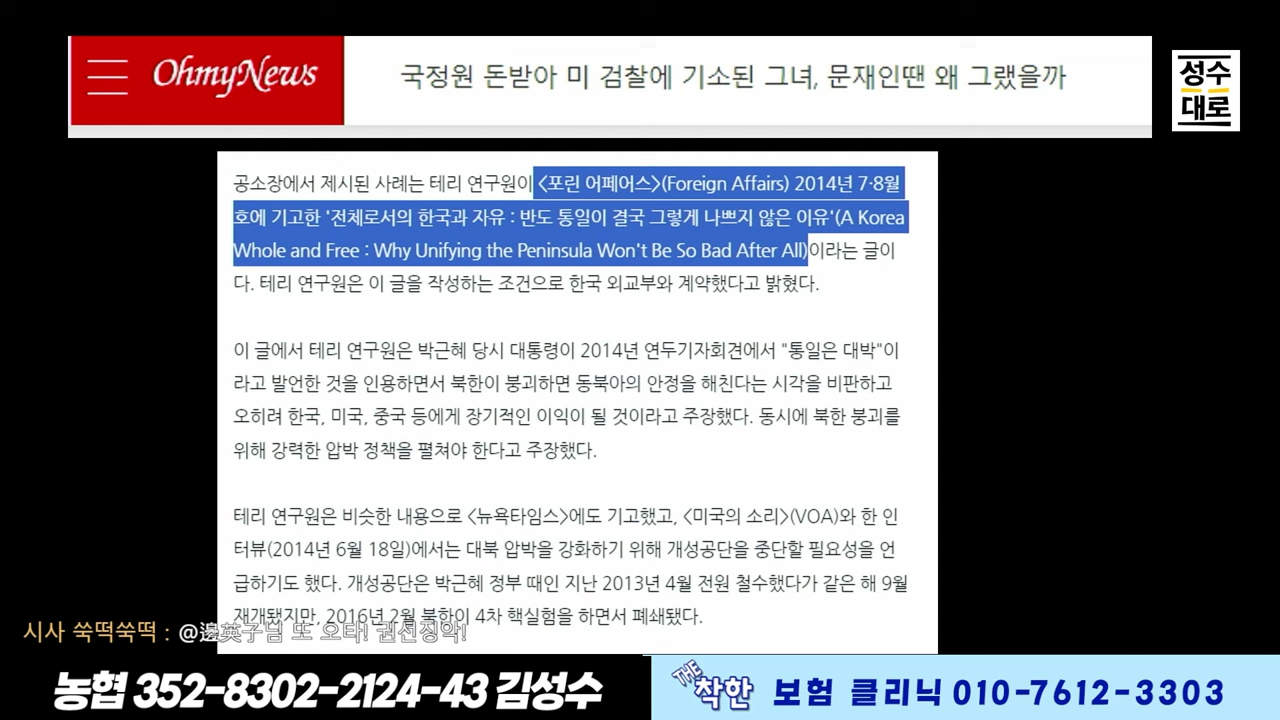 OhmyNews
국정원 돈받아 미 검찰에 기소된 그녀, 문재인땐 왜 그랬을까
성수
대로
공소장에서 제시된 사례는 테리 연구원이 <포린 어페어스>(Foreign Affairs) 2014년 7·8월
호에 기고한 '전체로서의 한국과 자유 : 반도 통일이 결국 그렇게 나쁘지 않은 이유'(A Korea
Whole and Free : Why Unifying the Peninsula Won't Be So Bad After All)이라는 글이
다. 테리 연구원은 이 글을 작성하는 조건으로 한국 외교부와 계약했다고 밝혔다.
이 글에서 테리 연구원은 박근혜 당시 대통령이 2014년 연두기자회견에서 "통일은 대박"이
라고 발언한 것을 인용하면서 북한이 붕괴하면 동북아의 안정을 해친다는 시각을 비판하고
오히려 한국, 미국, 중국 등에게 장기적인 이익이 될 것이라고 주장했다. 동시에 북한 붕괴를
위해 강력한 압박 정책을 펼쳐야 한다고 주장했다.
테리 연구원은 비슷한 내용으로 <뉴욕타임스>에도 기고했고, <미국의 소리>(VOA)와 한 인
터뷰(2014년 6월 18일)에서는 대북 압박을 강화하기 위해 개성공단을 중단할 필요성을 언
급하기도 했다. 개성공단은 박근혜 정부 때인 지난 2013년 4월 전원 철수했다가 같은 해 9월
재개됐지만, 2016년 2월 북한이 4차 핵실험을 하면서 폐쇄됐다.
시사 쑥떡쑥떡 : @邊英子님 또 오타! 권선징악!
농협 352-8302-2124-43 김성수
THE 착한 보험 클리닉 010-7612-3303